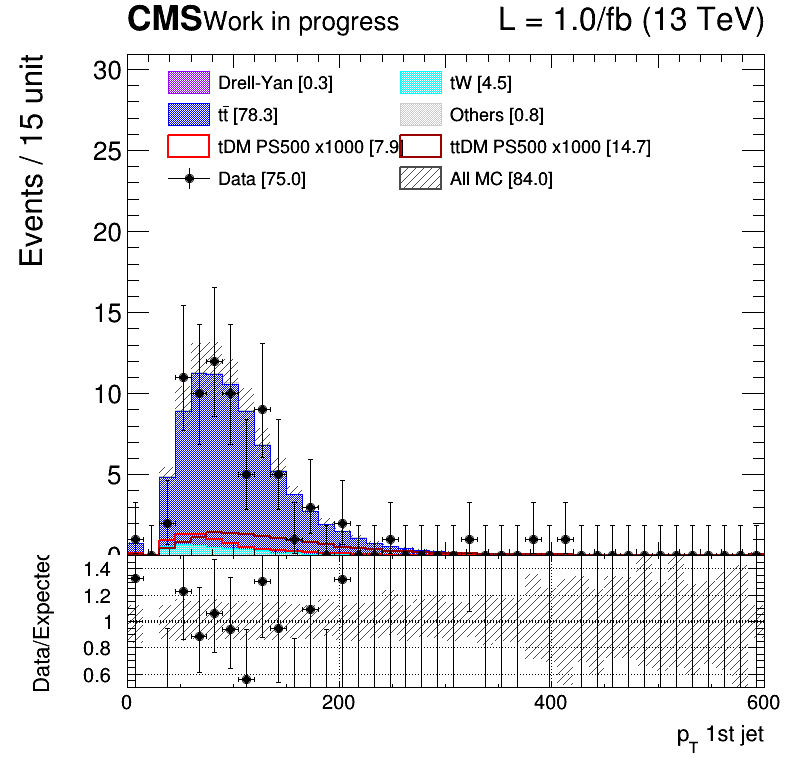 CMS Work in progress L = 1.0/fb (13 TeV)
Events / 15 unit
30
25
20
15
10
5
0
Drell-Yan [0.3] tW [4.5]
tt̄ [78.3] Others [0.8]
tDM PS500 x1000 [7.9 ttDM PS500 x1000 [14.7]
Data [75.0] All MC [84.0]
Data/Expected
1.4
1.2
1
0.8
0.6
0 200 400 600
pT 1st jet